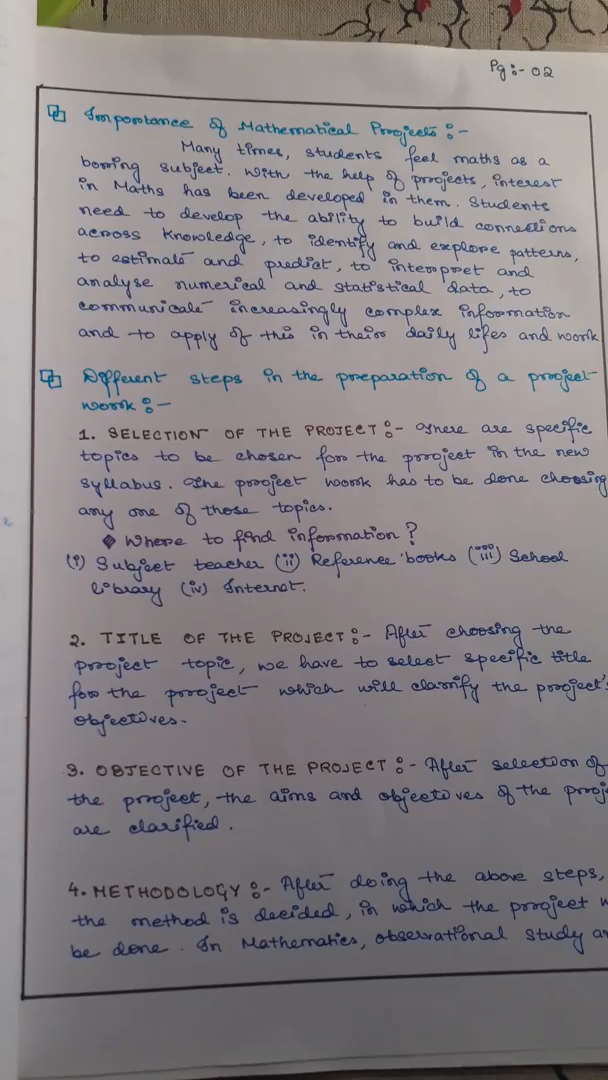 Pg :- 02
Importance of Mathematical Projects :-
Many times, students feel maths as a
boring subject. With the help of projects, interest
in Maths has been developed in them. Students
need to develop the ability to build connections
across knowledge, to identify and explore patterns,
to estimate and predict, to interpret and
analyse numerical and statistical data, to
communicate increasingly complex information
and to apply of this in their daily lifes and work
Different steps in the preparation of a project
work :-
1. SELECTION OF THE PROJECT :- There are specific
topics to be chosen for the project in the new
syllabus. The project work has to be done choosing
any one of those topics.
◆ Where to find information?
(i) Subject teacher (ii) Reference books (iii) School
library (iv) Internet.
2. TITLE OF THE PROJECT :- After choosing the
project topic, we have to select specific title
for the project which will clarify the project's
objectives.
3. OBJECTIVE OF THE PROJECT :- After selection of
the project, the aims and objectives of the proj
are clarified.
4. METHODOLOGY :- After doing the above steps,
the method is decided, in which the project w
be done. In Mathematics, observational study an